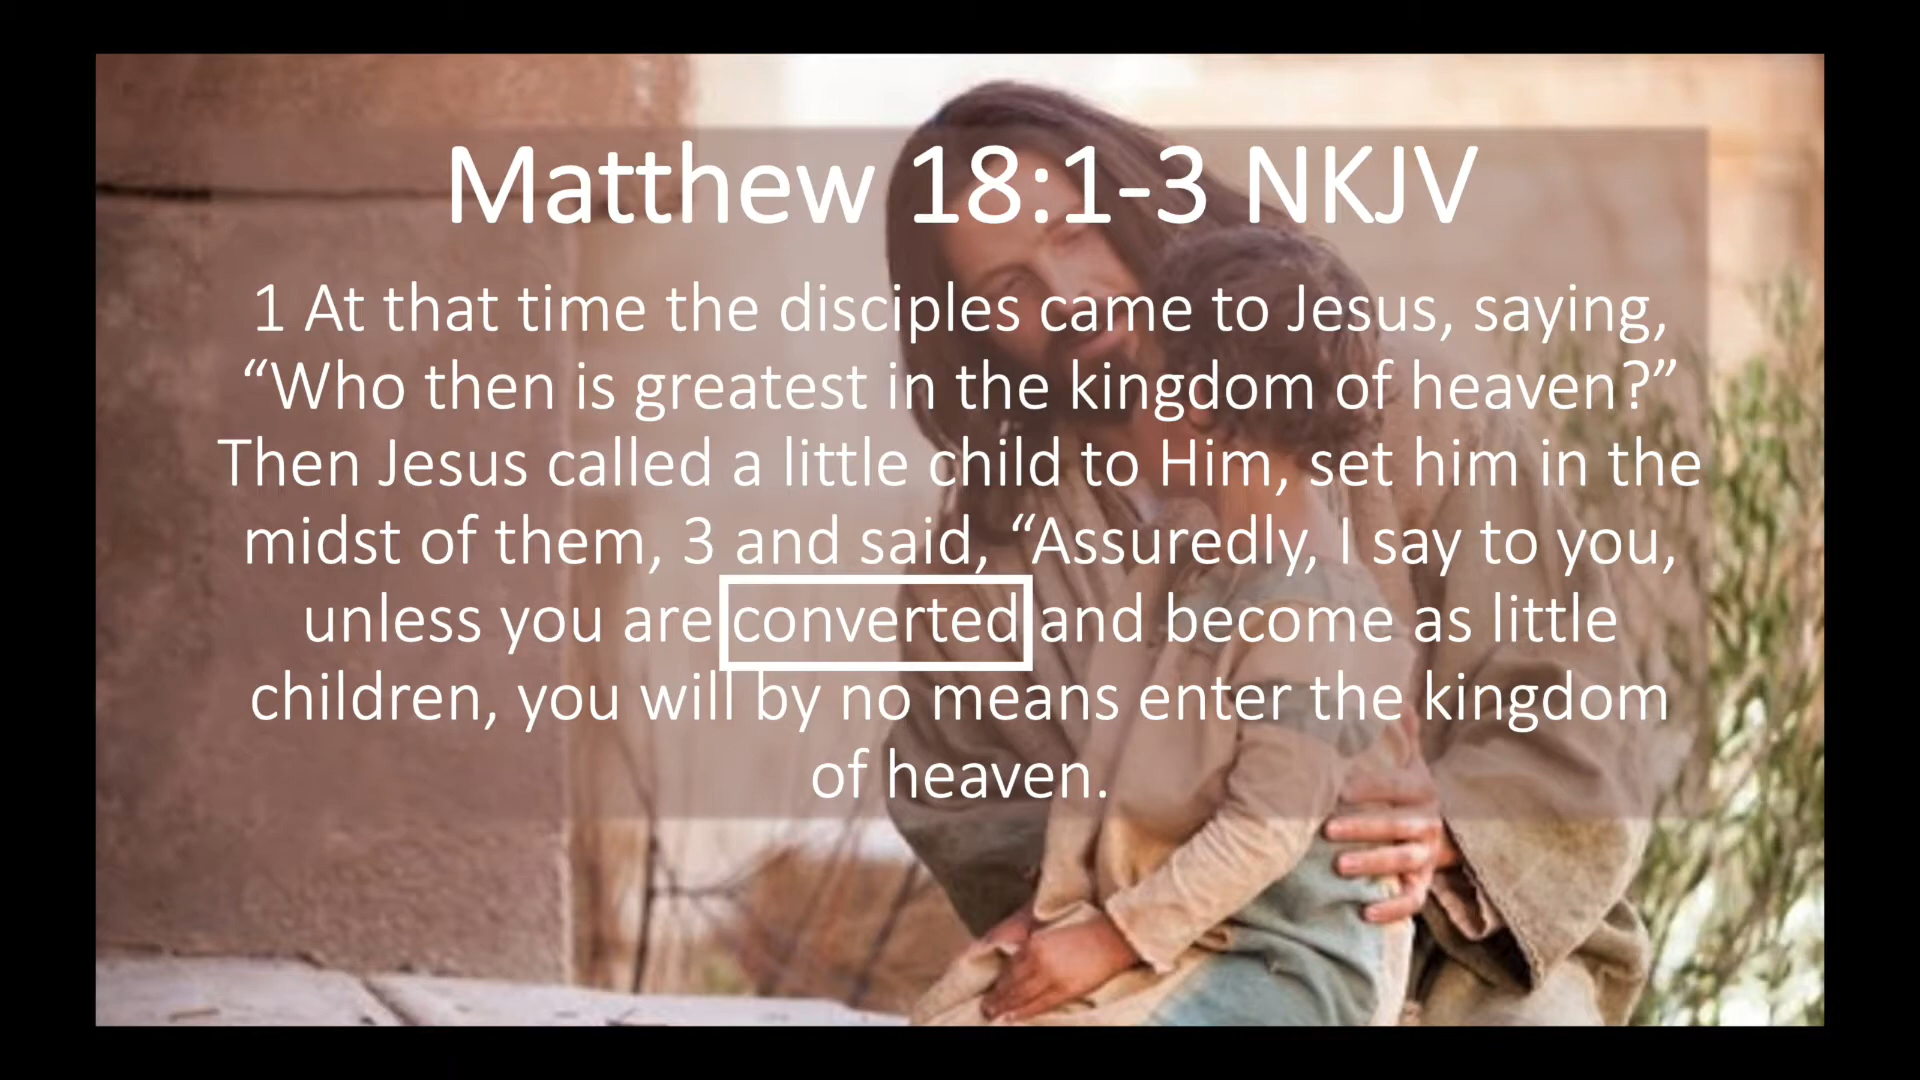 Matthew 18:1-3 NKJV
1 At that time the disciples came to Jesus, saying,
“Who then is greatest in the kingdom of heaven?”
Then Jesus called a little child to Him, set him in the
midst of them, 3 and said, “Assuredly, I say to you,
unless you are converted and become as little
children, you will by no means enter the kingdom
of heaven.